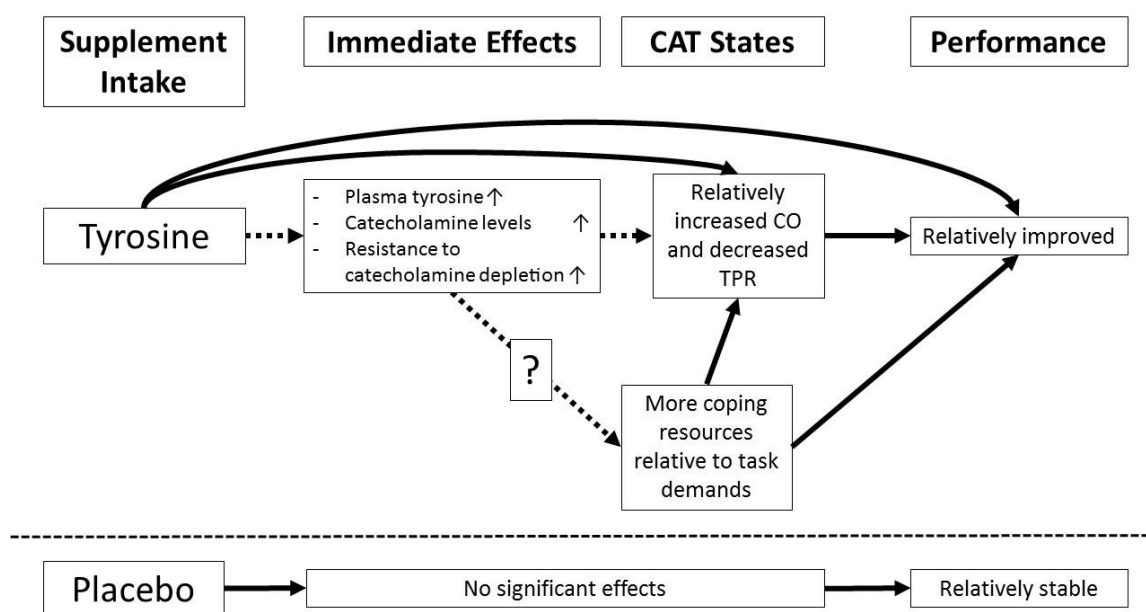 Supplement
Intake
Immediate Effects
CAT States
Performance
Tyrosine
- Plasma tyrosine ↑
- Catecholamine levels ↑
- Resistance to
catecholamine depletion ↑
Relatively
increased CO
and decreased
TPR
Relatively improved
?
More coping
resources
relative to task
demands
Placebo
No significant effects
Relatively stable